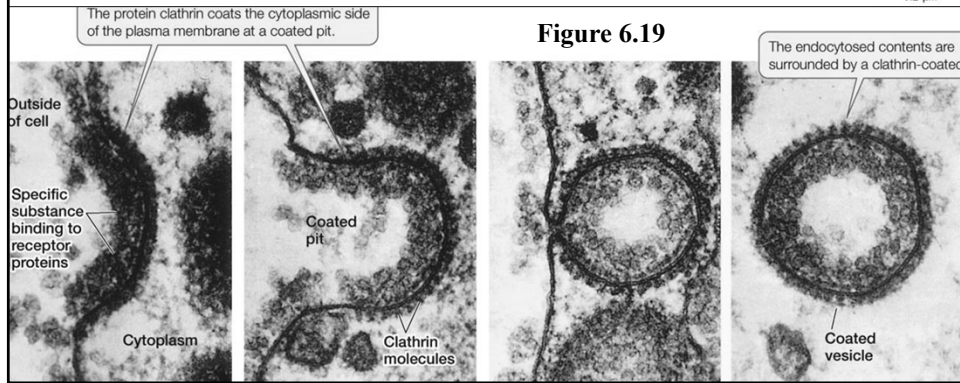 The protein clathrin coats the cytoplasmic side
of the plasma membrane at a coated pit.
Figure 6.19
The endocytosed contents are
surrounded by a clathrin-coated
Outside
of cell
Specific
substance
binding to
receptor
proteins
Cytoplasm
Coated
pit
Clathrin
molecules
Coated
vesicle